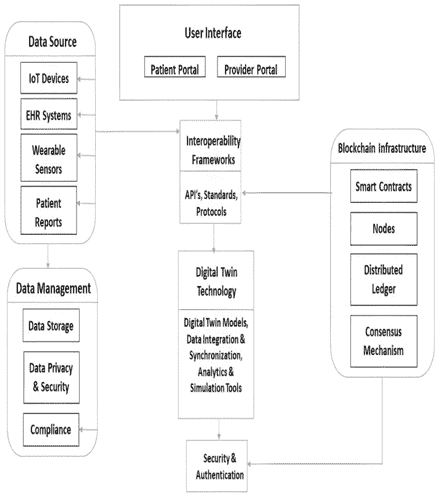 Data Source
IoT Devices
EHR Systems
Wearable
Sensors
Patient
Reports
User Interface
Patient Portal
Provider Portal
Interoperability
Frameworks
API's, Standards,
Protocols
Blockchain Infrastructure
Smart Contracts
Nodes
Distributed
Ledger
Consensus
Mechanism
Data Management
Data Storage
Data Privacy
& Security
Compliance
Digital Twin
Technology
Digital Twin Models,
Data Integration &
Synchronization,
Analytics &
Simulation Tools
Security &
Authentication